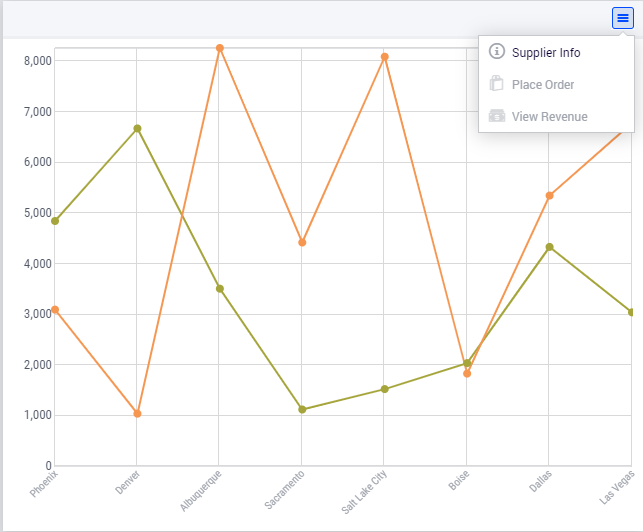 Supplier Info
Place Order
View Revenue
8,000
7,000
6,000
5,000
4,000
3,000
2,000
1,000
0
Phoenix
Denver
Albuquerque
Sacramento
Salt Lake City
Boise
Dallas
Las Vegas